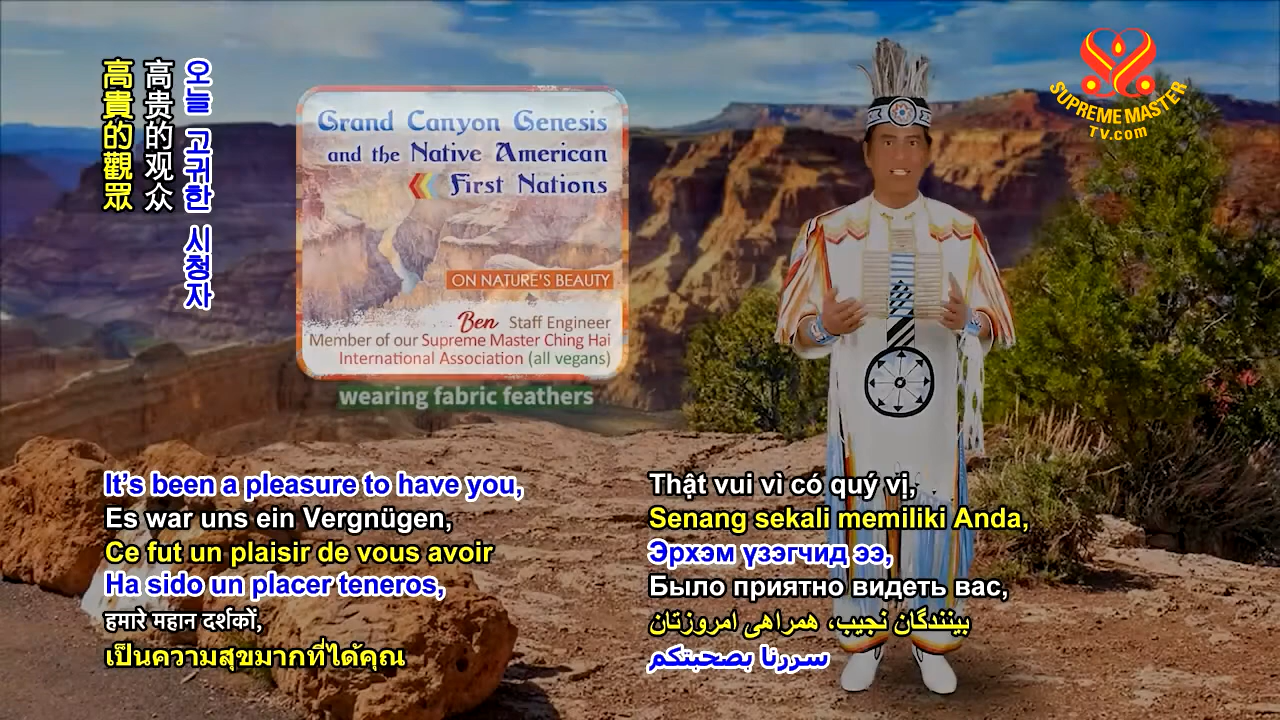 高貴的觀眾
高贵的观众
오늘 고귀한 시청자
Grand Canyon Genesis
and the Native American
First Nations
ON NATURE'S BEAUTY
Ben Staff Engineer
Member of our Supreme Master Ching Hai
International Association (all vegans)
wearing fabric feathers
SUPREME MASTER
TV.com
It's been a pleasure to have you,
Es war uns ein Vergnügen,
Ce fut un plaisir de vous avoir
Ha sido un placer teneros,
हमारे महान दर्शकों,
เป็นความสุขมากที่ได้คุณ
Thật vui vì có quý vị,
Senang sekali memiliki Anda,
Эрхэм үзэгчид ээ,
Было приятно видеть вас,
بینندگان نجیب، همراهی امروزتان
سررنا بصحبتكم